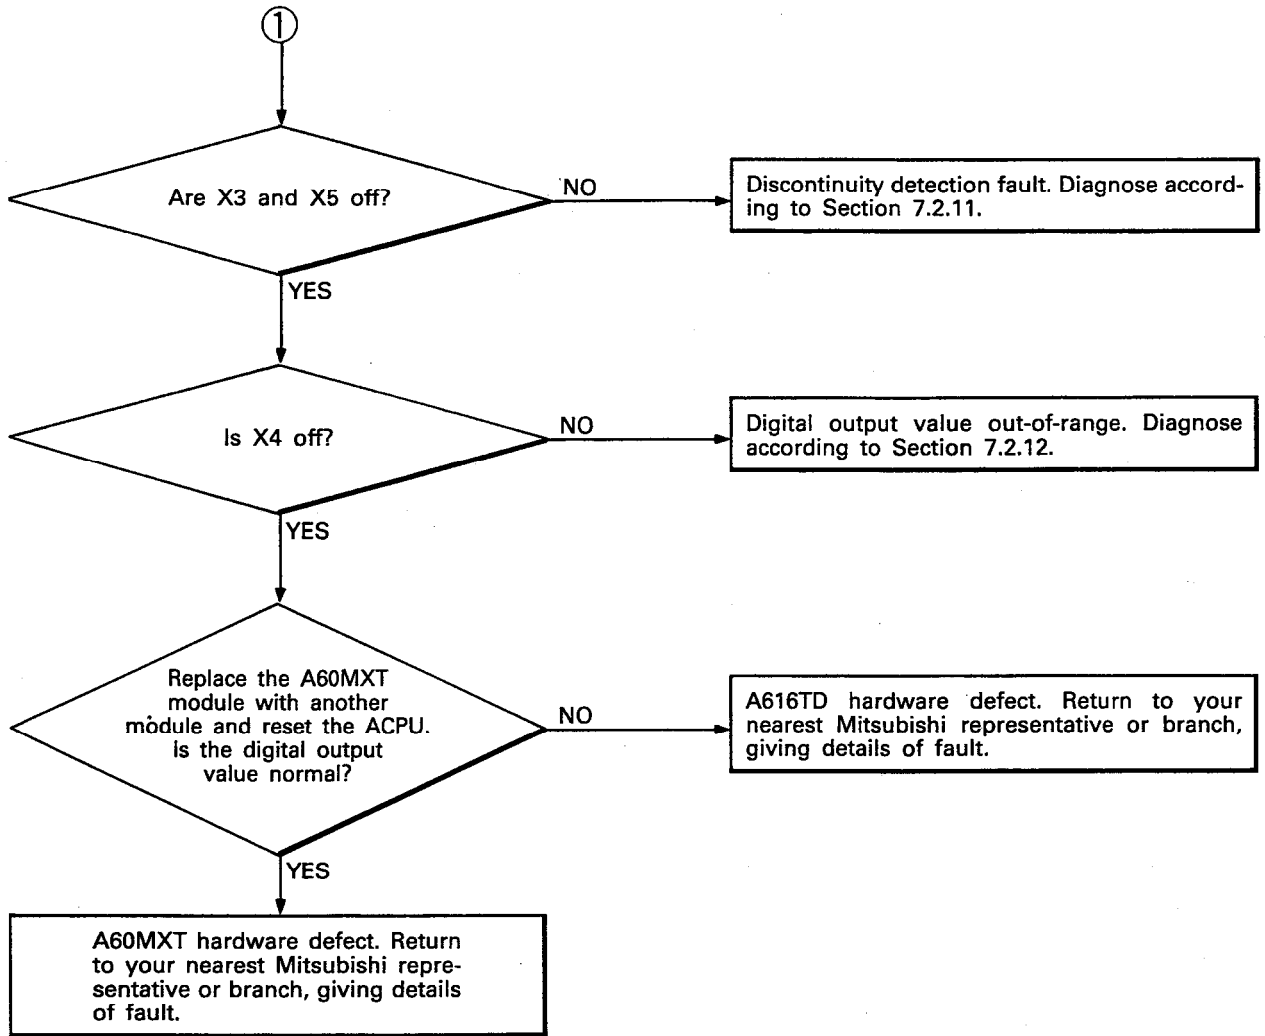 1
Are X3 and X5 off?
NO
Discontinuity detection fault. Diagnose accord-
ing to Section 7.2.11.
YES
Is X4 off?
NO
Digital output value out-of-range. Diagnose
according to Section 7.2.12.
YES
Replace the A60MXT
module with another
module and reset the ACPU.
Is the digital output
value normal?
NO
A616TD hardware defect. Return to your
nearest Mitsubishi representative or branch,
giving details of fault.
YES
A60MXT hardware defect. Return
to your nearest Mitsubishi repre-
sentative or branch, giving details
of fault.